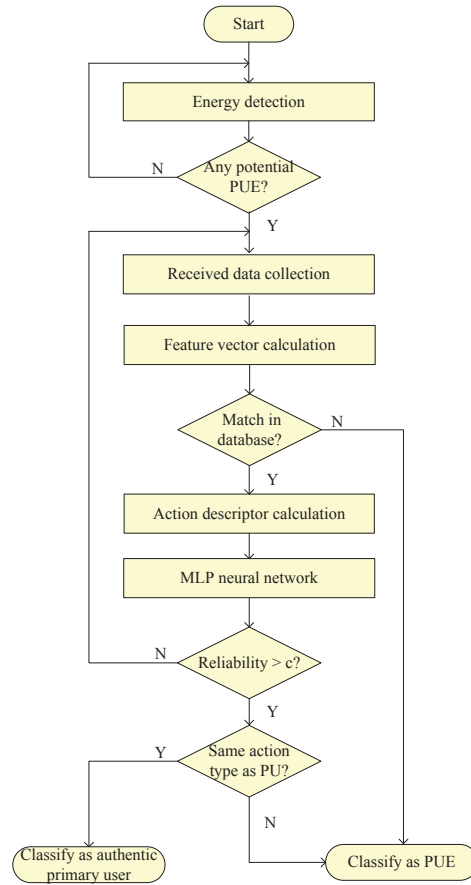 Start
Energy detection
N
Any potential
PUE?
Y
Received data collection
Feature vector calculation
Match in
database?
N
Y
Action descriptor calculation
MLP neural network
N
Reliability > c?
Y
Y
Same action
type as PU?
N
Classify as authentic
primary user
Classify as PUE